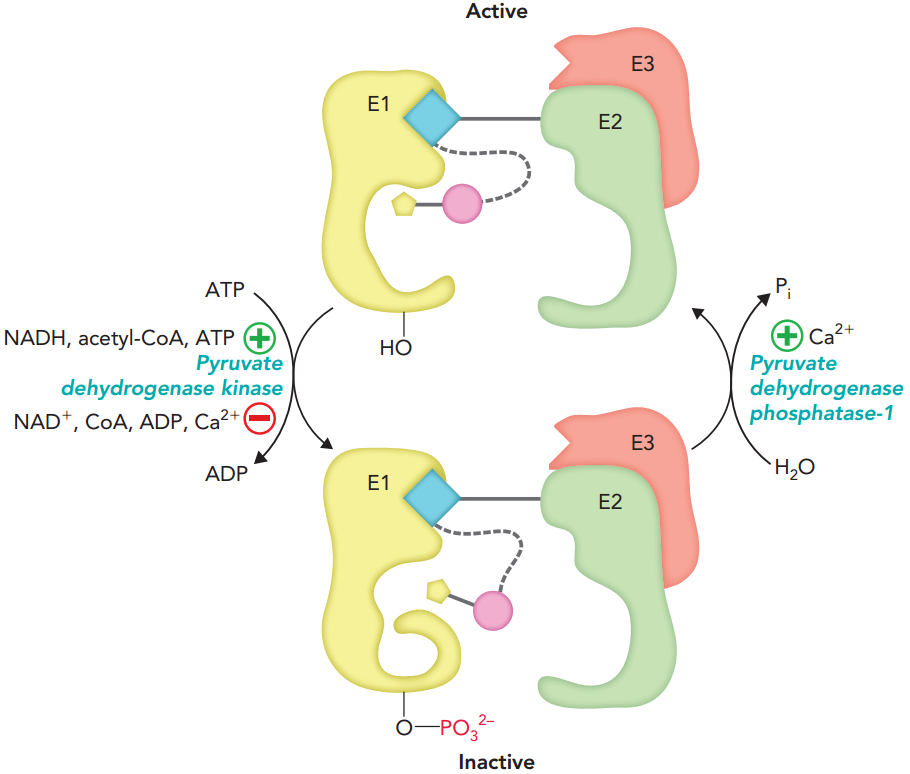 Active
E1
E3
E2
HO
ATP
NADH, acetyl-CoA, ATP +
Pyruvate
dehydrogenase kinase
NAD⁺, CoA, ADP, Ca²⁺ −
ADP
Pᵢ
+ Ca²⁺
Pyruvate
dehydrogenase
phosphatase-1
H₂O
E1
E3
E2
O—PO₃²⁻
Inactive